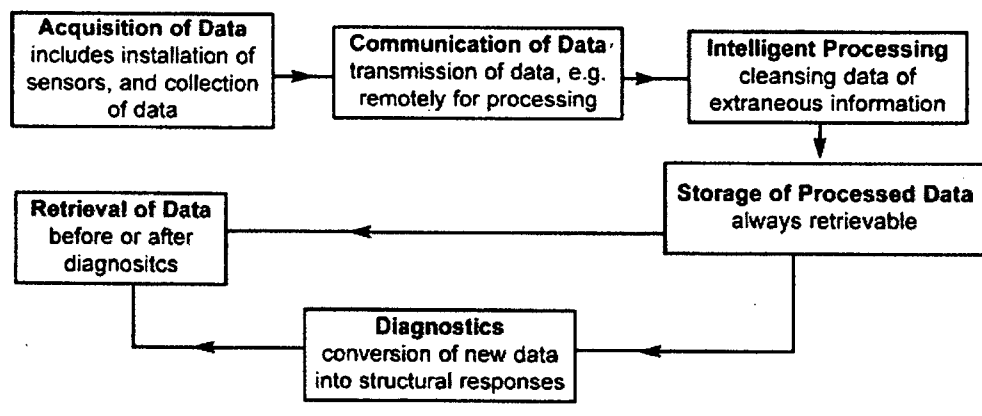 Acquisition of Data
includes installation of
sensors, and collection
of data
Communication of Data
transmission of data, e.g.
remotely for processing
Intelligent Processing
cleansing data of
extraneous information
Storage of Processed Data
always retrievable
Retrieval of Data
before or after
diagnositcs
Diagnostics
conversion of new data
into structural responses